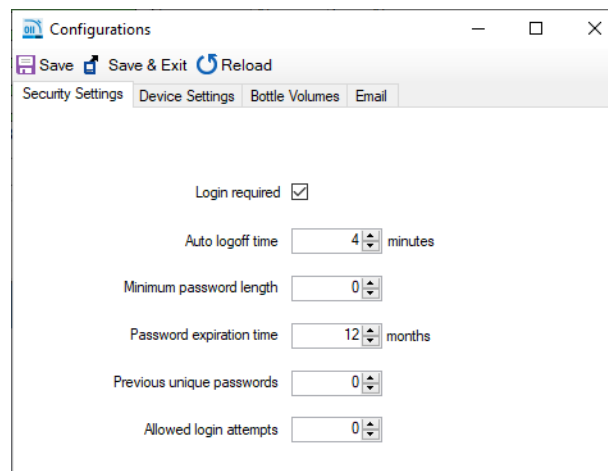 OII Configurations
Save Save & Exit Reload
Security Settings Device Settings Bottle Volumes Email
Login required
Auto logoff time 4 minutes
Minimum password length 0
Password expiration time 12 months
Previous unique passwords 0
Allowed login attempts 0